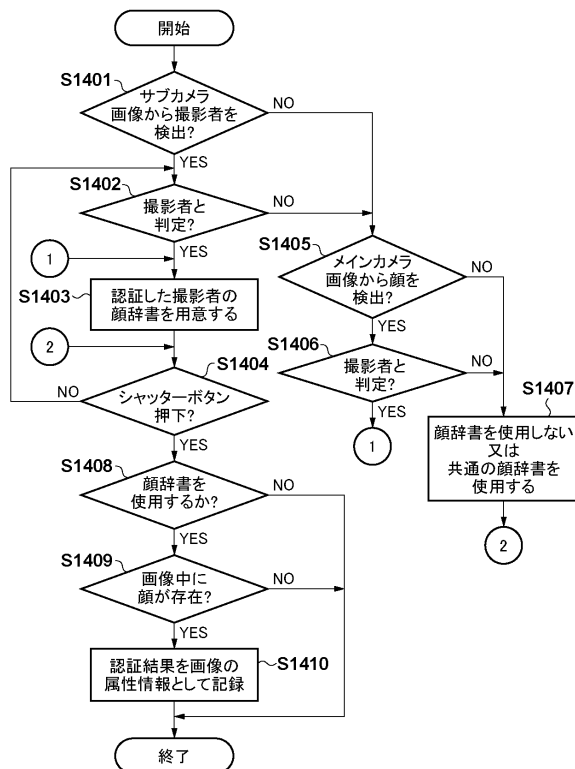 開始
S1401
サブカメラ
画像から撮影者を
検出?
NO
YES
S1402
撮影者と
判定?
NO
YES
1
S1403
認証した撮影者の
顔辞書を用意する
2
S1404
シャッターボタン
押下?
NO
YES
S1405
メインカメラ
画像から顔を
検出?
NO
YES
S1406
撮影者と
判定?
NO
YES
1
S1407
顔辞書を使用しない
又は
共通の顔辞書を
使用する
2
S1408
顔辞書を
使用するか?
NO
YES
S1409
画像中に
顔が存在?
NO
YES
認証結果を画像の
属性情報として記録
S1410
終了